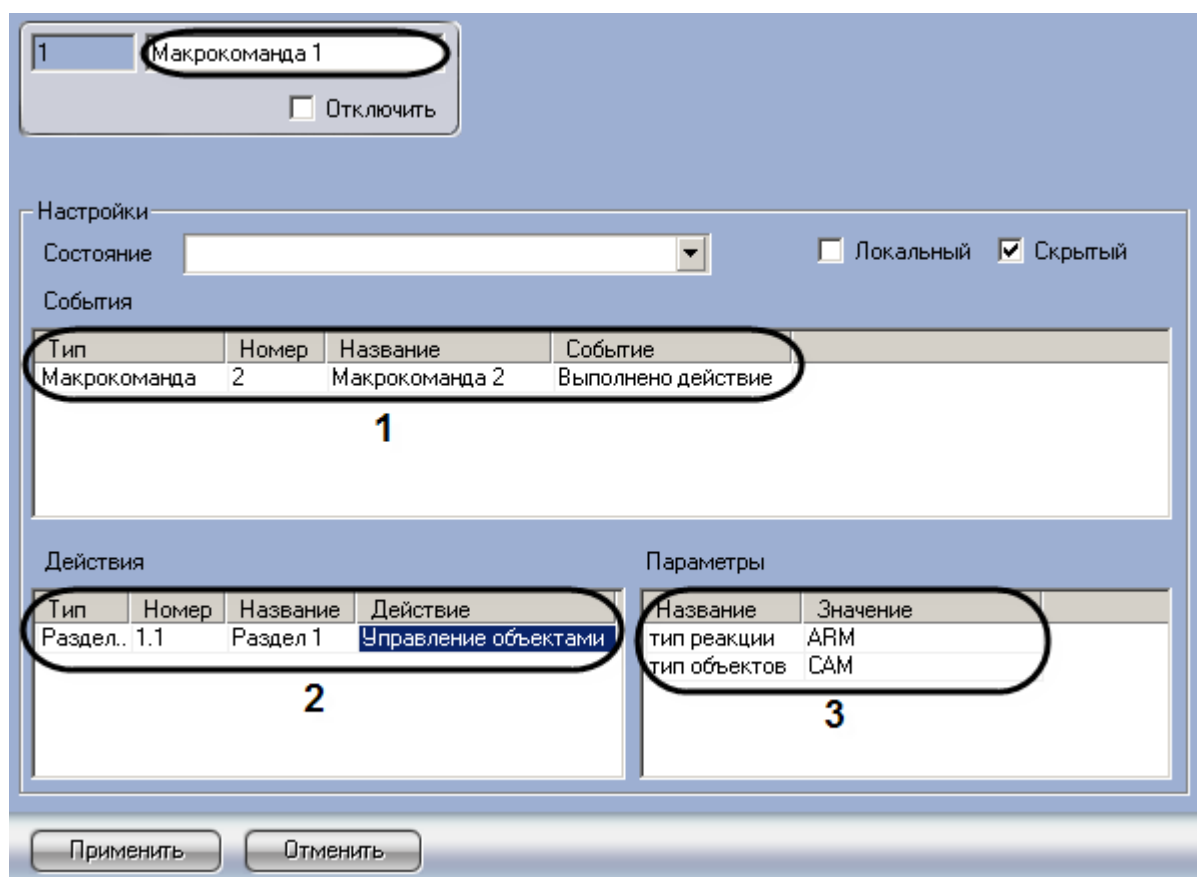 1 Макрокоманда 1
Отключить
Настройки
Состояние Локальный Скрытый
События
Тип Номер Название Событие
Макрокоманда 2 Макрокоманда 2 Выполнено действие
1
Действия Параметры
Тип Номер Название Действие Название Значение
Раздел.. 1.1 Раздел 1 Управление объектами тип реакции ARM
тип объектов CAM
2 3
Применить Отменить